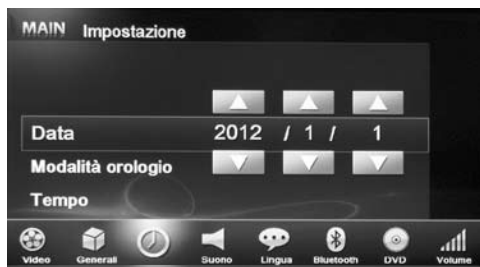 MAIN Impostazione
Data 2012 / 1 / 1
Modalità orologio
Tempo
Video Generali Suono Lingua Bluetooth DVD Volume